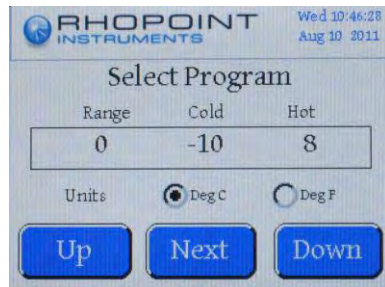 RHOPOINT
INSTRUMENTS
Wed 10:46:28
Aug 10 2011
Select Program
Range Cold Hot
0 -10 8
Units Deg C Deg F
Up Next Down